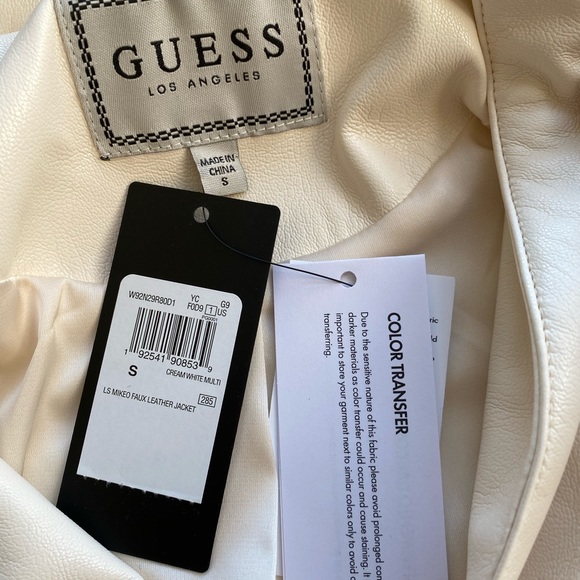 GUESS
LOS ANGELES
MADE IN
CHINA
S
W92N29R80D1 YC G9
F0D9 1 US
PG0001
1 92541 90853 9
S CREAM WHITE MULTI
LS MIKEO FAUX LEATHER JACKET 285
COLOR TRANSFER
Due to the sensitive nature of this fabric please avoid prolonged
darker materials as color transfer could occur and cause staining. It
important to store your garment next to similar colors only to avoid
transferring.